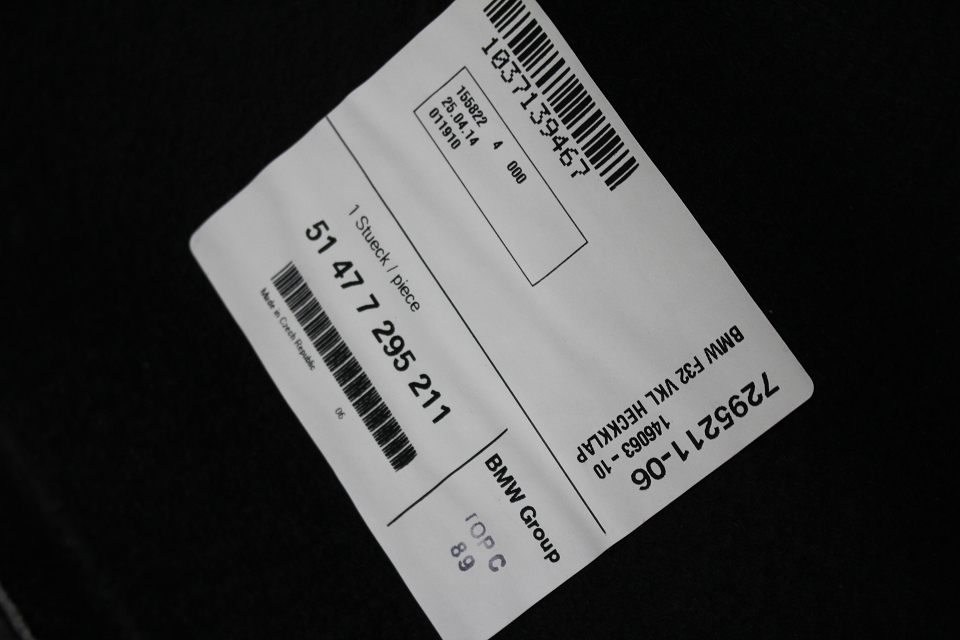 1037139467
155822 4 000
25.04.14
011910
BMW F32 VKL HECKKLAP
146063 - 10
7295211-06
1 Stueck / piece
51 47 7 295 211
Made in Czech Republic
06
BMW Group
TOP C
89